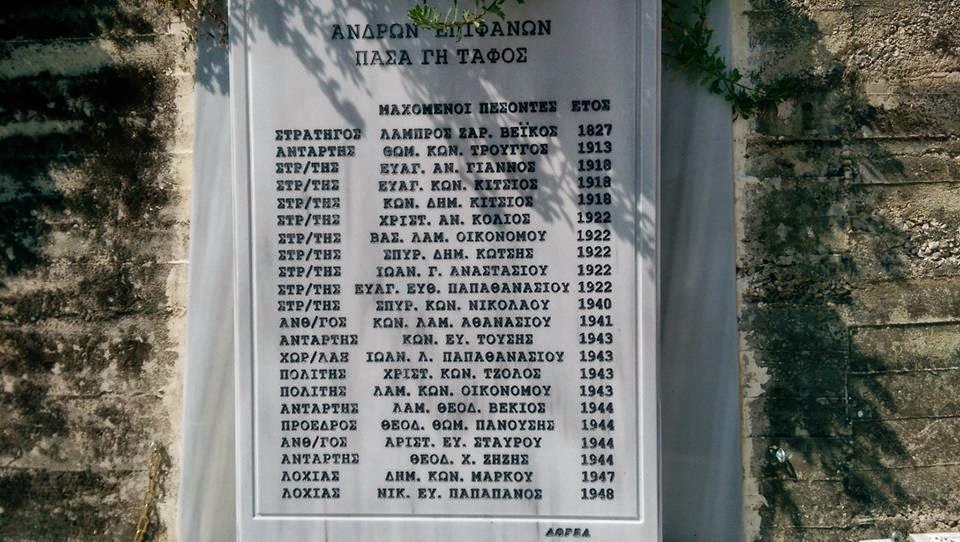 ΑΝΔΡΩΝ ΕΠΙΦΑΝΩΝ
ΠΑΣΑ ΓΗ ΤΑΦΟΣ
ΜΑΧΟΜΕΝΟΙ ΠΕΣΟΝΤΕΣ ΕΤΟΣ
ΣΤΡΑΤΗΓΟΣ ΛΑΜΠΡΟΣ ΖΑΡ. ΒΕΪΚΟΣ 1827
ΑΝΤΑΡΤΗΣ ΘΩΜ. ΚΩΝ. ΤΡΟΥΓΓΟΣ 1913
ΣΤΡ/ΤΗΣ ΕΥΑΓ. ΑΝ. ΓΙΑΝΝΟΣ 1918
ΣΤΡ/ΤΗΣ ΕΥΑΓ. ΚΩΝ. ΚΙΤΣΙΟΣ 1918
ΣΤΡ/ΤΗΣ ΚΩΝ. ΔΗΜ. ΚΙΤΣΙΟΣ 1918
ΣΤΡ/ΤΗΣ ΧΡΙΣΤ. ΑΝ. ΚΟΛΙΟΣ 1922
ΣΤΡ/ΤΗΣ ΒΑΣ. ΛΑΜ. ΟΙΚΟΝΟΜΟΥ 1922
ΣΤΡ/ΤΗΣ ΣΠΥΡ. ΔΗΜ. ΚΩΤΣΗΣ 1922
ΣΤΡ/ΤΗΣ ΙΩΑΝ. Γ. ΑΝΑΣΤΑΣΙΟΥ 1922
ΣΤΡ/ΤΗΣ ΕΥΑΓ. ΕΥΘ. ΠΑΠΑΘΑΝΑΣΙΟΥ 1922
ΣΤΡ/ΤΗΣ ΣΠΥΡ. ΚΩΝ. ΝΙΚΟΛΑΟΥ 1940
ΑΝΘ/ΓΟΣ ΚΩΝ. ΛΑΜ. ΑΘΑΝΑΣΙΟΥ 1941
ΑΝΤΑΡΤΗΣ ΚΩΝ. ΕΥ. ΤΟΥΣΗΣ 1943
ΧΩΡ/ΛΑΞ ΙΩΑΝ. Λ. ΠΑΠΑΘΑΝΑΣΙΟΥ 1943
ΠΟΛΙΤΗΣ ΧΡΙΣΤ. ΚΩΝ. ΤΖΟΛΟΣ 1943
ΠΟΛΙΤΗΣ ΛΑΜ. ΚΩΝ. ΟΙΚΟΝΟΜΟΥ 1943
ΑΝΤΑΡΤΗΣ ΛΑΜ. ΘΕΟΔ. ΒΕΚΙΟΣ 1944
ΠΡΟΕΔΡΟΣ ΘΕΟΔ. ΘΩΜ. ΠΑΝΟΥΣΗΣ 1944
ΑΝΘ/ΓΟΣ ΑΡΙΣΤ. ΕΥ. ΣΤΑΥΡΟΥ 1944
ΑΝΤΑΡΤΗΣ ΘΕΟΔ. Χ. ΖΗΖΗΣ 1944
ΛΟΧΙΑΣ ΔΗΜ. ΚΩΝ. ΜΑΡΚΟΥ 1947
ΛΟΧΙΑΣ ΝΙΚ. ΕΥ. ΠΑΠΑΠΑΝΟΣ 1948
ΔΩΡΕΑ